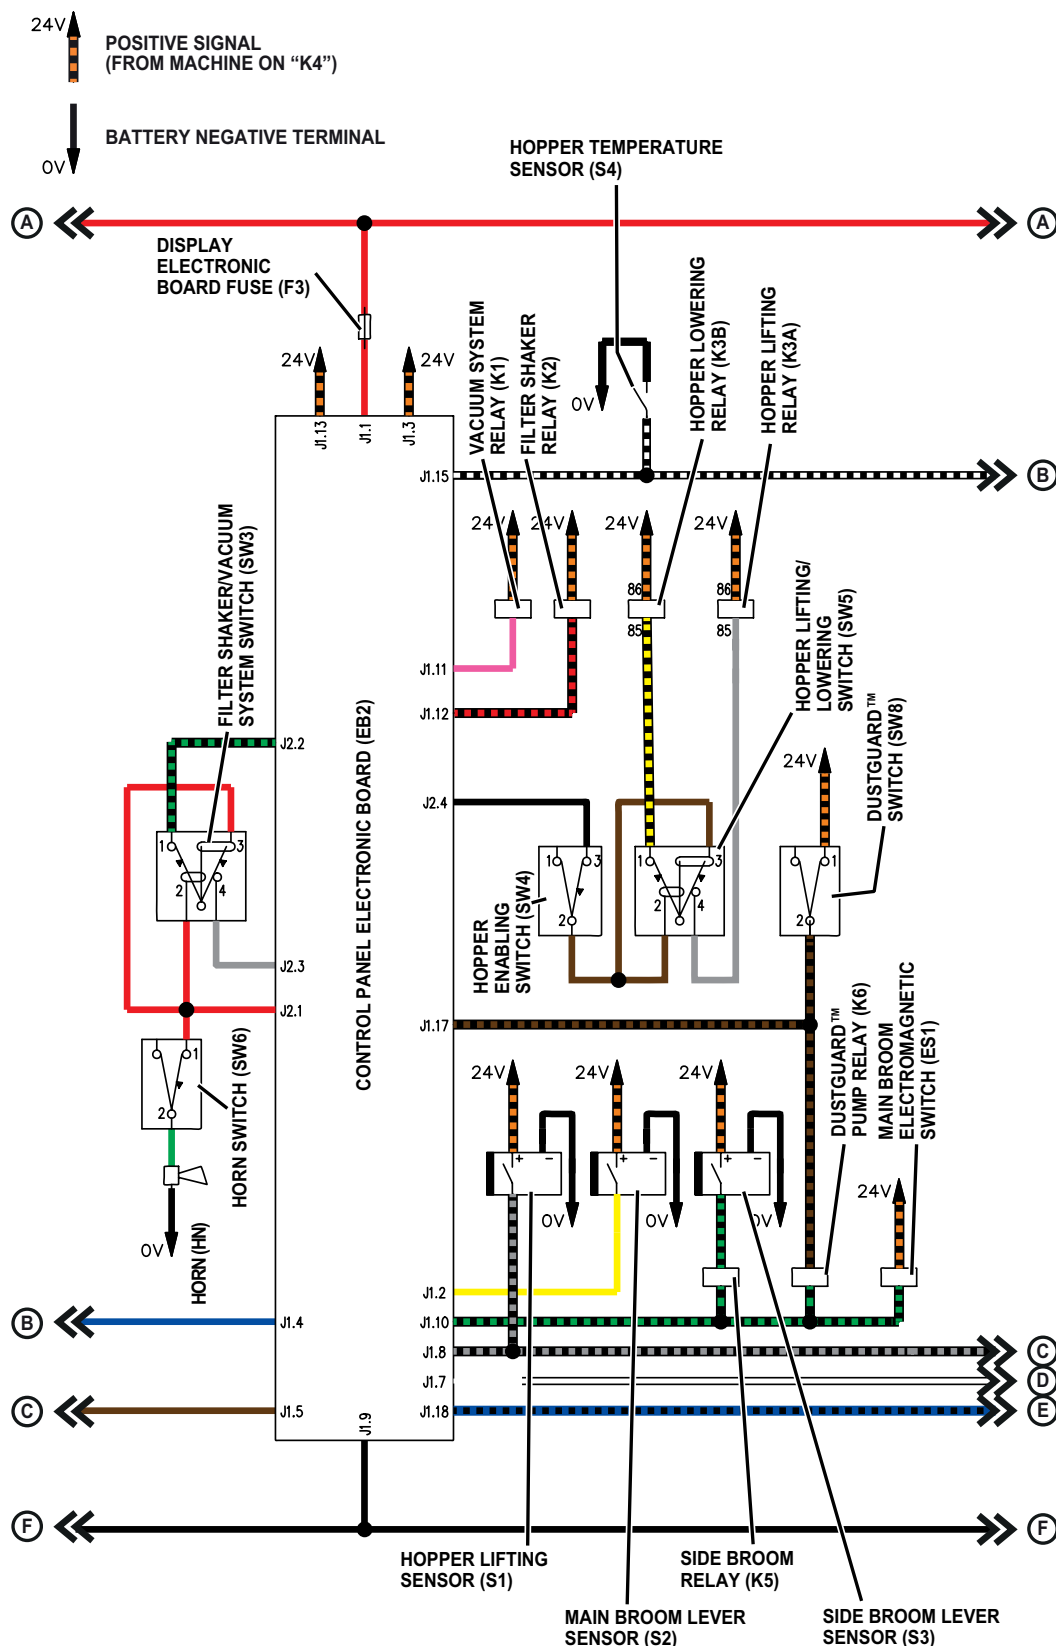 24V
POSITIVE SIGNAL
(FROM MACHINE ON “K4”)
BATTERY NEGATIVE TERMINAL
0V
HOPPER TEMPERATURE
SENSOR (S4)
A
A
DISPLAY
ELECTRONIC
BOARD FUSE (F3)
VACUUM SYSTEM
RELAY (K1)
FILTER SHAKER
RELAY (K2)
HOPPER LOWERING
RELAY (K3B)
HOPPER LIFTING
RELAY (K3A)
24V
24V
0V
J1.13
J1.1
J1.3
J1.15
B
24V
24V
24V
24V
FILTER SHAKER/VACUUM
SYSTEM SWITCH (SW3)
86
86
85
85
HOPPER LIFTING/
LOWERING
SWITCH (SW5)
J1.11
J1.12
J2.2
DUSTGUARD™
SWITCH (SW8)
24V
J2.4
1
3
2
4
1
3
2
1
3
2
4
1
2
CONTROL PANEL ELECTRONIC BOARD (EB2)
HOPPER
ENABLING
SWITCH (SW4)
J2.3
J2.1
J1.17
DUSTGUARD™
PUMP RELAY (K6)
MAIN BROOM
ELECTROMAGNETIC
SWITCH (ES1)
1
2
HORN SWITCH (SW6)
24V
24V
24V
+
–
+
–
+
–
24V
0V
0V
0V
0V
HORN (HN)
J1.2
B
J1.4
J1.10
J1.8
C
J1.7
D
C
J1.5
J1.9
J1.18
E
F
F
HOPPER LIFTING
SENSOR (S1)
SIDE BROOM
RELAY (K5)
MAIN BROOM LEVER
SENSOR (S2)
SIDE BROOM LEVER
SENSOR (S3)